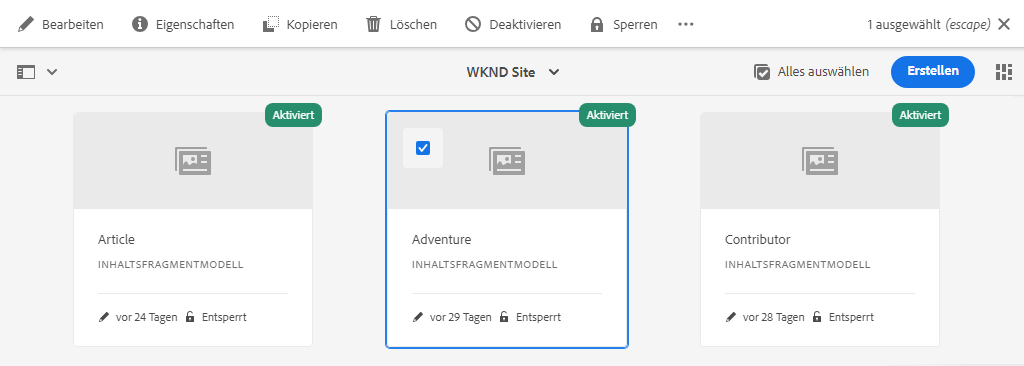 Bearbeiten Eigenschaften Kopieren Löschen Deaktivieren Sperren ••• 1 ausgewählt (escape)
WKND Site Alles auswählen Erstellen
Aktiviert Aktiviert Aktiviert
Article Adventure Contributor
INHALTSFRAGMENTMODELL INHALTSFRAGMENTMODELL INHALTSFRAGMENTMODELL
vor 24 Tagen Entsperrt vor 29 Tagen Entsperrt vor 28 Tagen Entsperrt